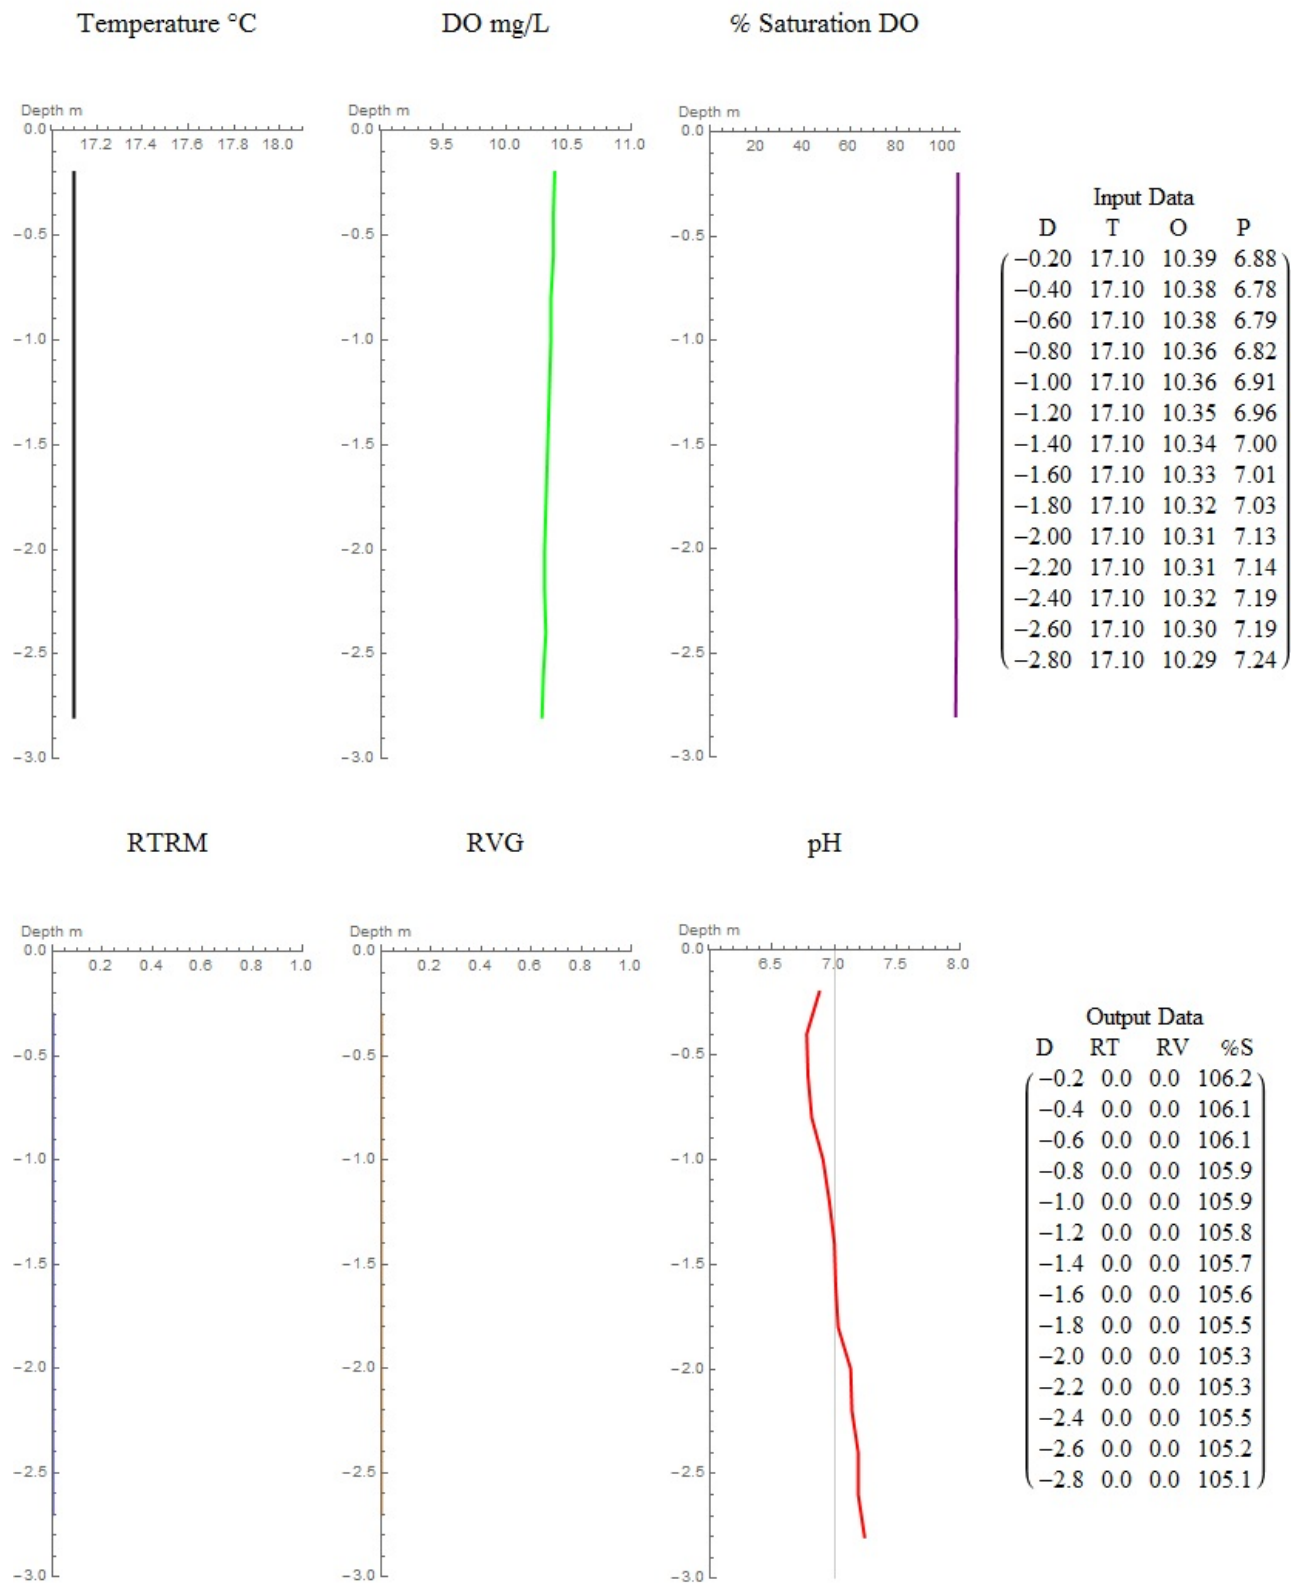 Temperature °C DO mg/L % Saturation DO
Depth m Depth m Depth m
0.0 17.2 17.4 17.6 17.8 18.0
−0.5
−1.0
−1.5
−2.0
−2.5
−3.0
0.0 9.5 10.0 10.5 11.0
−0.5
−1.0
−1.5
−2.0
−2.5
−3.0
0.0 20 40 60 80 100
−0.5
−1.0
−1.5
−2.0
−2.5
−3.0
Input Data
D T O P
−0.20 17.10 10.39 6.88
−0.40 17.10 10.38 6.78
−0.60 17.10 10.38 6.79
−0.80 17.10 10.36 6.82
−1.00 17.10 10.36 6.91
−1.20 17.10 10.35 6.96
−1.40 17.10 10.34 7.00
−1.60 17.10 10.33 7.01
−1.80 17.10 10.32 7.03
−2.00 17.10 10.31 7.13
−2.20 17.10 10.31 7.14
−2.40 17.10 10.32 7.19
−2.60 17.10 10.30 7.19
−2.80 17.10 10.29 7.24
RTRM RVG pH
Depth m Depth m Depth m
0.0 0.2 0.4 0.6 0.8 1.0
−0.5
−1.0
−1.5
−2.0
−2.5
−3.0
0.0 0.2 0.4 0.6 0.8 1.0
−0.5
−1.0
−1.5
−2.0
−2.5
−3.0
0.0 6.5 7.0 7.5 8.0
−0.5
−1.0
−1.5
−2.0
−2.5
−3.0
Output Data
D RT RV %S
−0.2 0.0 0.0 106.2
−0.4 0.0 0.0 106.1
−0.6 0.0 0.0 106.1
−0.8 0.0 0.0 105.9
−1.0 0.0 0.0 105.9
−1.2 0.0 0.0 105.8
−1.4 0.0 0.0 105.7
−1.6 0.0 0.0 105.6
−1.8 0.0 0.0 105.5
−2.0 0.0 0.0 105.3
−2.2 0.0 0.0 105.3
−2.4 0.0 0.0 105.5
−2.6 0.0 0.0 105.2
−2.8 0.0 0.0 105.1